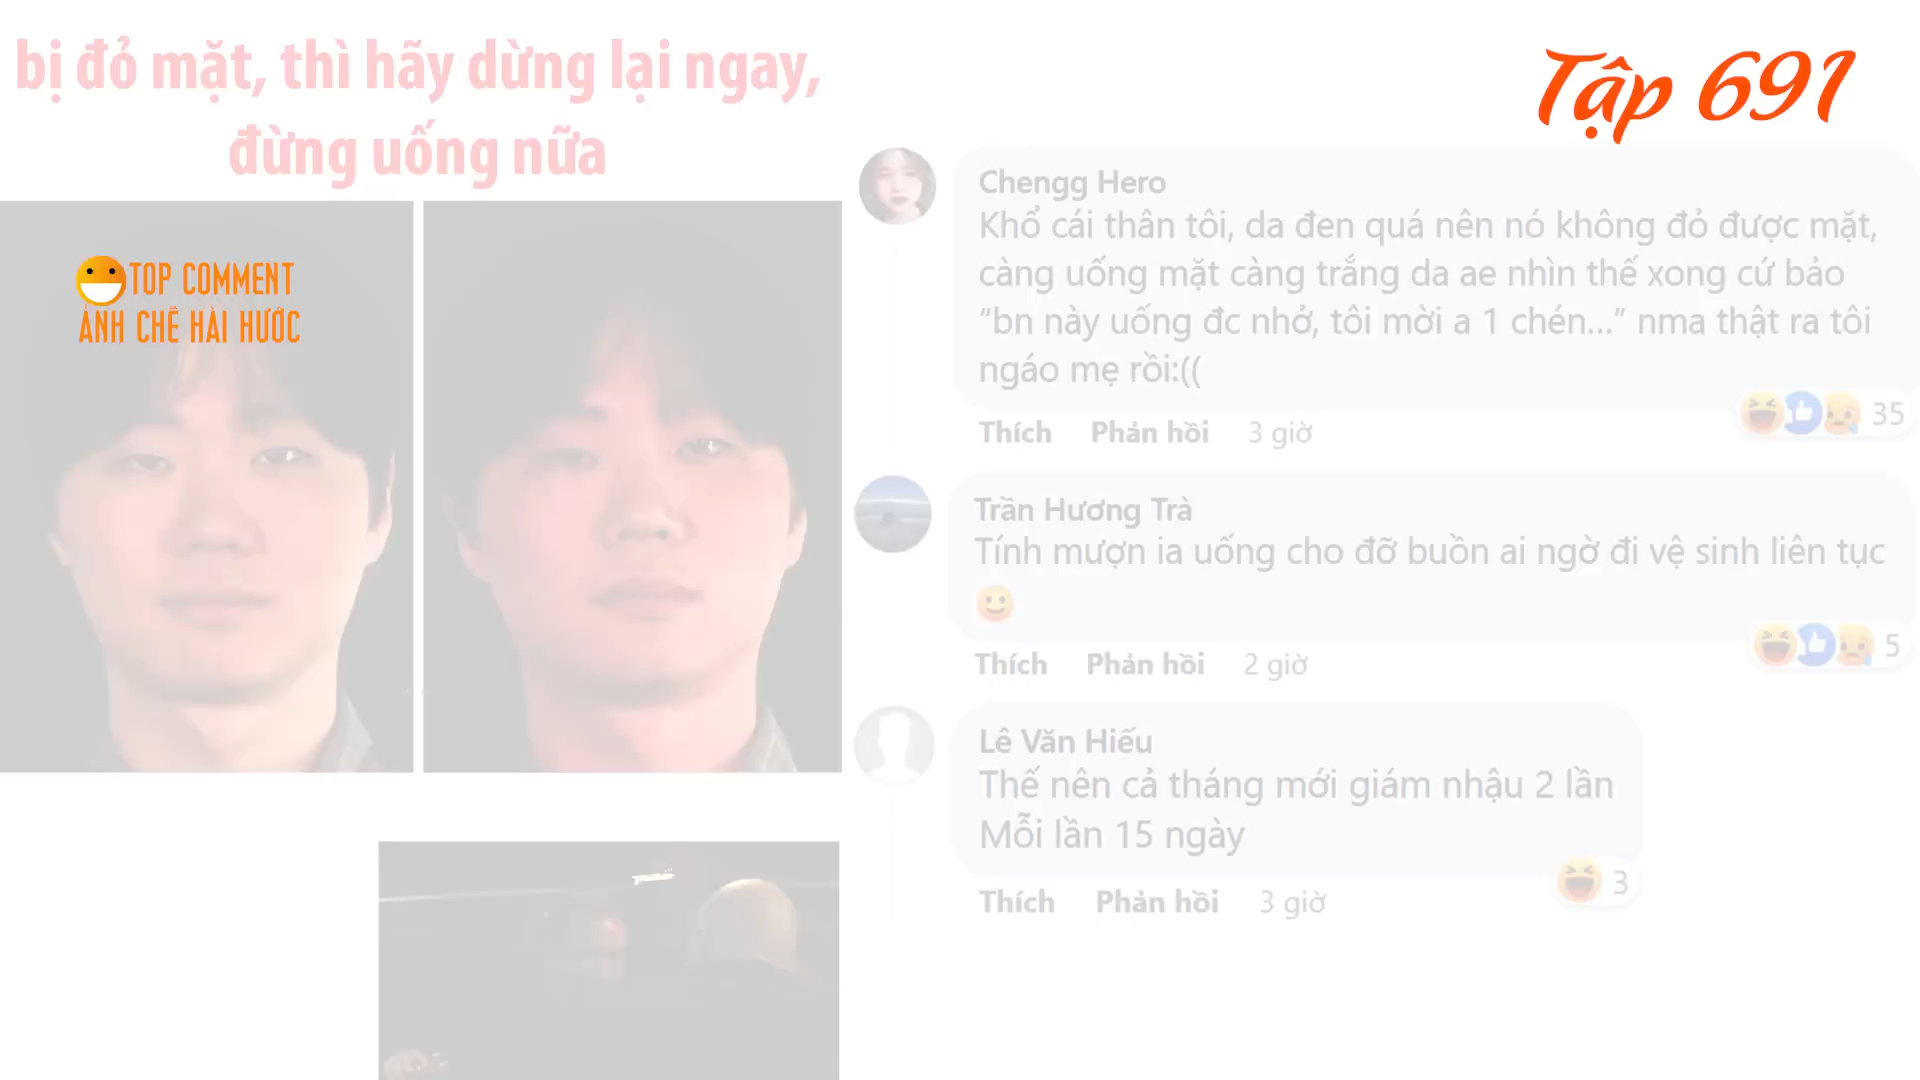 bị đỏ mặt, thì hãy dừng lại ngay,
đừng uống nữa
Tập 691
TOP COMMENT
ẢNH CHẾ HÀI HƯỚC
Chengg Hero
Khổ cái thân tôi, da đen quá nên nó không đỏ được mặt,
càng uống mặt càng trắng da ae nhìn thế xong cứ bảo
“bn này uống đc nhở, tôi mời a 1 chén...” nma thật ra tôi
ngáo mẹ rồi:((
35
Thích Phản hồi 3 giờ
Trần Hương Trà
Tính mượn ia uống cho đỡ buồn ai ngờ đi vệ sinh liên tục
5
Thích Phản hồi 2 giờ
Lê Văn Hiếu
Thế nên cả tháng mới giám nhậu 2 lần
Mỗi lần 15 ngày
3
Thích Phản hồi 3 giờ